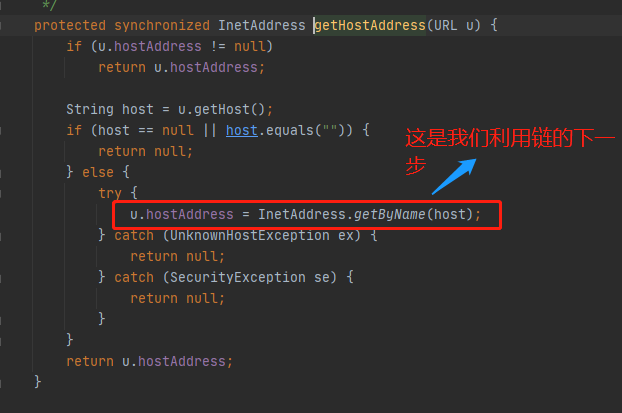 */
protected synchronized InetAddress getHostAddress(URL u) {
if (u.hostAddress != null)
return u.hostAddress;
String host = u.getHost();
if (host == null || host.equals("")) {
return null;
} else {
try {
u.hostAddress = InetAddress.getByName(host);
} catch (UnknownHostException ex) {
return null;
} catch (SecurityException se) {
return null;
}
}
return u.hostAddress;
}
这是我们利用链的下一
步